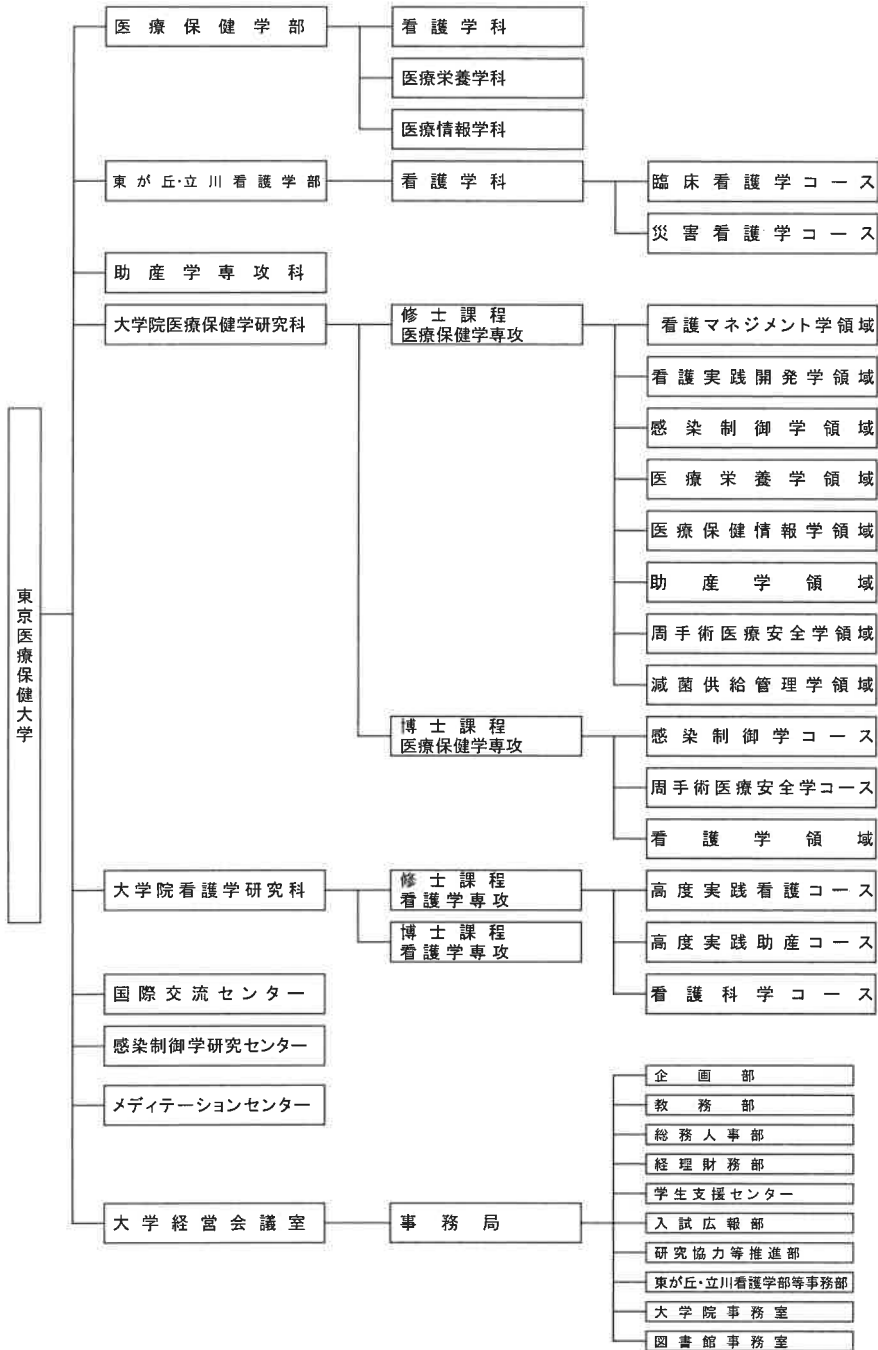 東京医療保健大学
医療保健学部
看護学科
医療栄養学科
医療情報学科
東が丘・立川看護学部
看護学科
臨床看護学コース
災害看護学コース
助産学専攻科
大学院医療保健学研究科
修士課程
医療保健学専攻
看護マネジメント学領域
看護実践開発学領域
感染制御学領域
医療栄養学領域
医療保健情報学領域
助産学領域
周手術医療安全学領域
滅菌供給管理学領域
博士課程
医療保健学専攻
感染制御学コース
周手術医療安全学コース
看護学領域
大学院看護学研究科
修士課程
看護学専攻
高度実践看護コース
高度実践助産コース
看護科学コース
博士課程
看護学専攻
国際交流センター
感染制御学研究センター
メディテーションセンター
大学経営会議室
事務局
企画部
教務部
総務人事部
経理財務部
学生支援センター
入試広報部
研究協力等推進部
東が丘・立川看護学部等事務部
大学院事務室
図書館事務室